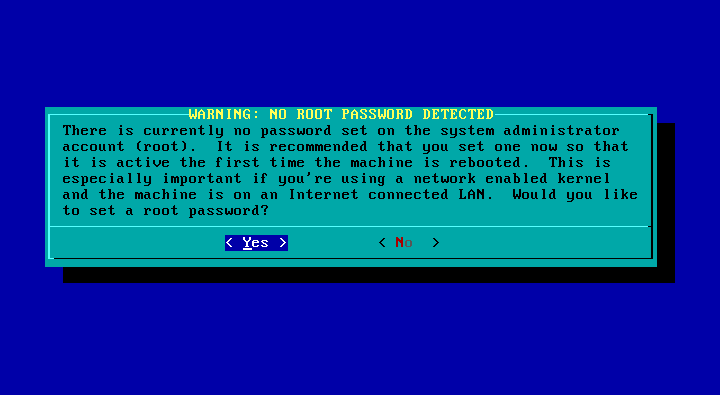 WARNING: NO ROOT PASSWORD DETECTED
There is currently no password set on the system administrator
account (root).  It is recommended that you set one now so that
it is active the first time the machine is rebooted.  This is
especially important if you're using a network enabled kernel
and the machine is on an Internet connected LAN.  Would you like
to set a root password?
< Yes >  < No  >